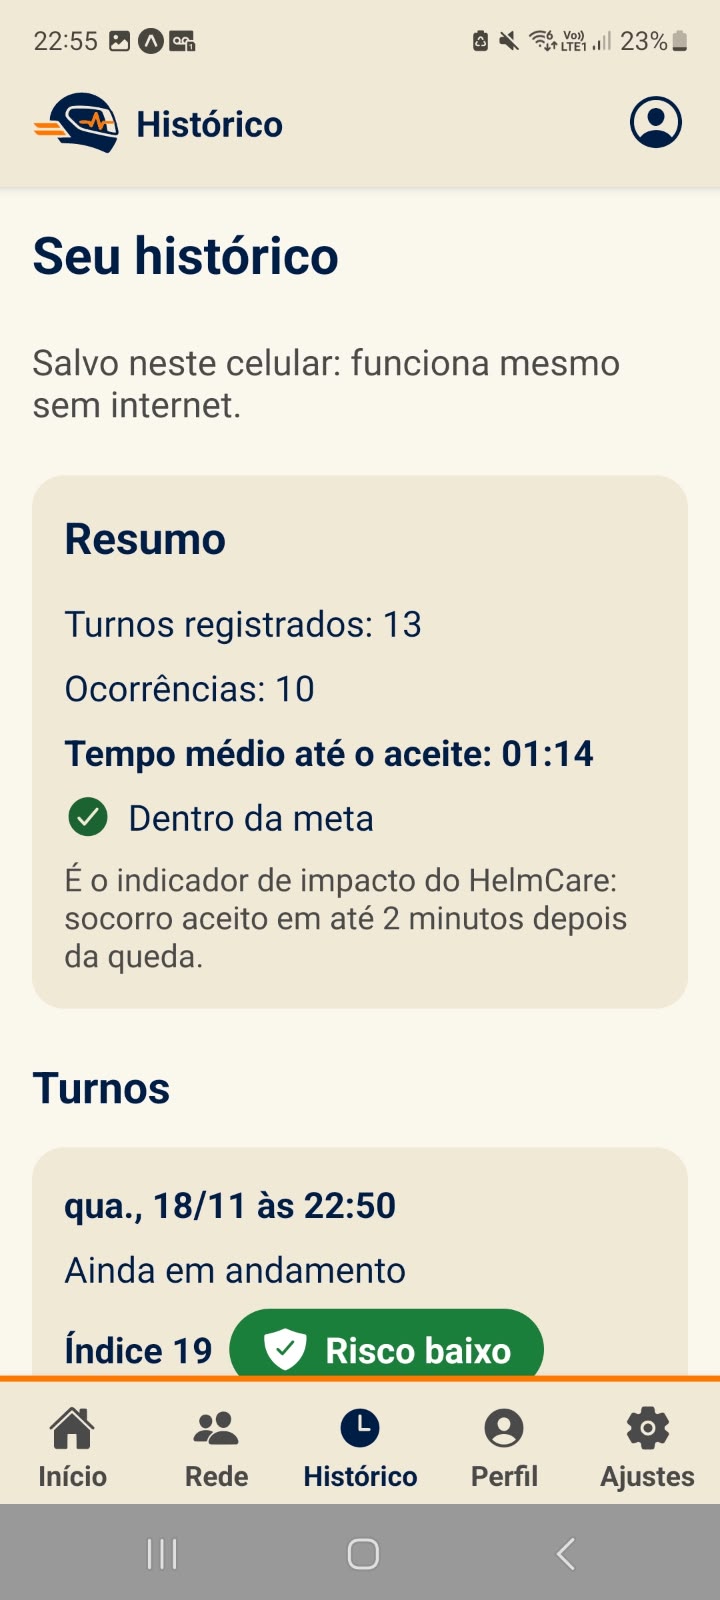 22:55
Vo)) LTE1
23%
Histórico
Seu histórico
Salvo neste celular: funciona mesmo
sem internet.
Resumo
Turnos registrados: 13
Ocorrências: 10
Tempo médio até o aceite: 01:14
Dentro da meta
É o indicador de impacto do HelmCare:
socorro aceito em até 2 minutos depois
da queda.
Turnos
qua., 18/11 às 22:50
Ainda em andamento
Índice 19 Risco baixo
Início Rede Histórico Perfil Ajustes